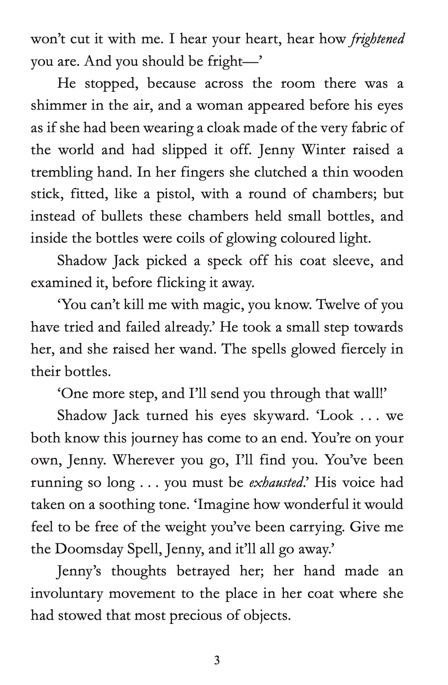 won’t cut it with me. I hear your heart, hear how frightened
you are. And you should be fright—’
He stopped, because across the room there was a
shimmer in the air, and a woman appeared before his eyes
as if she had been wearing a cloak made of the very fabric of
the world and had slipped it off. Jenny Winter raised a
trembling hand. In her fingers she clutched a thin wooden
stick, fitted, like a pistol, with a round of chambers; but
instead of bullets these chambers held small bottles, and
inside the bottles were coils of glowing coloured light.
Shadow Jack picked a speck off his coat sleeve, and
examined it, before flicking it away.
‘You can’t kill me with magic, you know. Twelve of you
have tried and failed already.’ He took a small step towards
her, and she raised her wand. The spells glowed fiercely in
their bottles.
‘One more step, and I’ll send you through that wall!’
Shadow Jack turned his eyes skyward. ‘Look . . . we
both know this journey has come to an end. You’re on your
own, Jenny. Wherever you go, I’ll find you. You’ve been
running so long . . . you must be exhausted.’ His voice had
taken on a soothing tone. ‘Imagine how wonderful it would
feel to be free of the weight you’ve been carrying. Give me
the Doomsday Spell, Jenny, and it’ll all go away.’
Jenny’s thoughts betrayed her; her hand made an
involuntary movement to the place in her coat where she
had stowed that most precious of objects.
3